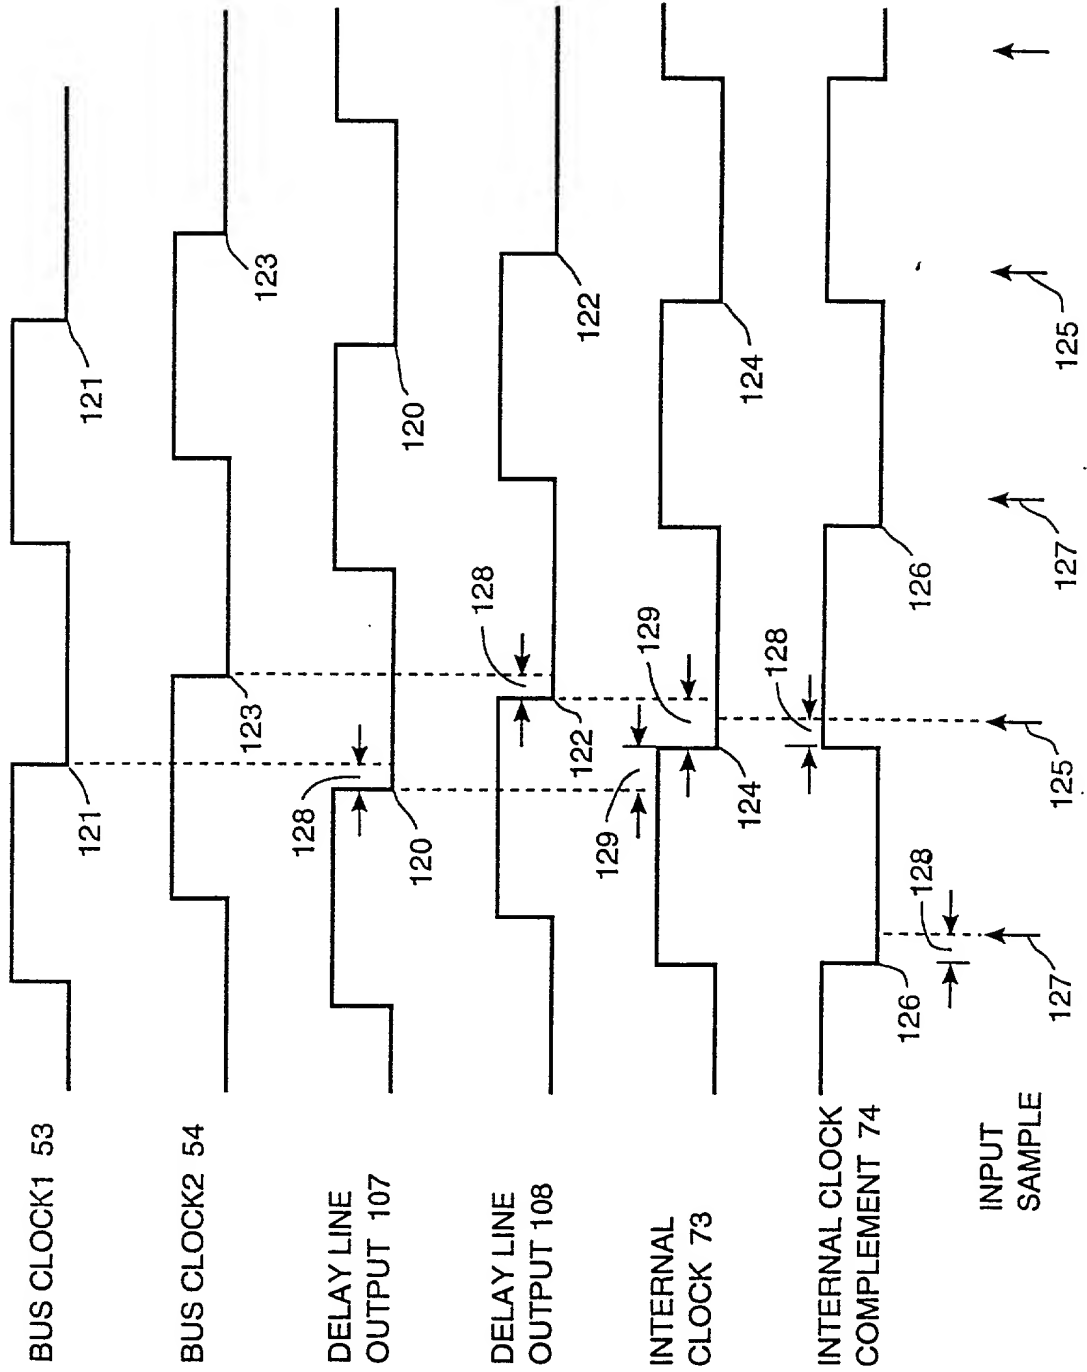 BUS CLOCK1 53
121
121
BUS CLOCK2 54
123
123
DELAY LINE
OUTPUT 107
128
120
120
DELAY LINE
OUTPUT 108
128
122
122
INTERNAL
CLOCK 73
129
129
124
124
INTERNAL CLOCK
COMPLEMENT 74
128
126
126
128
INPUT
SAMPLE
127
125
127
125